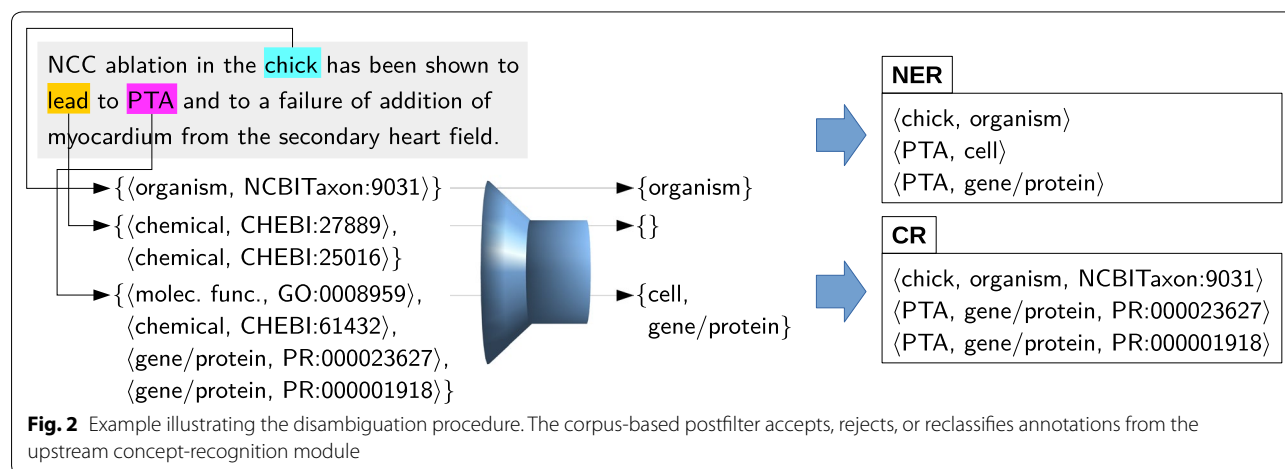 NCC ablation in the chick has been shown to
lead to PTA and to a failure of addition of
myocardium from the secondary heart field.
{⟨organism, NCBITaxon:9031⟩}
{⟨chemical, CHEBI:27889⟩,
⟨chemical, CHEBI:25016⟩}
{⟨molec. func., GO:0008959⟩,
⟨chemical, CHEBI:61432⟩,
⟨gene/protein, PR:000023627⟩,
⟨gene/protein, PR:000001918⟩}
{organism}
{}
{cell,
gene/protein}
NER
⟨chick, organism⟩
⟨PTA, cell⟩
⟨PTA, gene/protein⟩
CR
⟨chick, organism, NCBITaxon:9031⟩
⟨PTA, gene/protein, PR:000023627⟩
⟨PTA, gene/protein, PR:000001918⟩
Fig. 2 Example illustrating the disambiguation procedure. The corpus-based postfilter accepts, rejects, or reclassifies annotations from the
upstream concept-recognition module